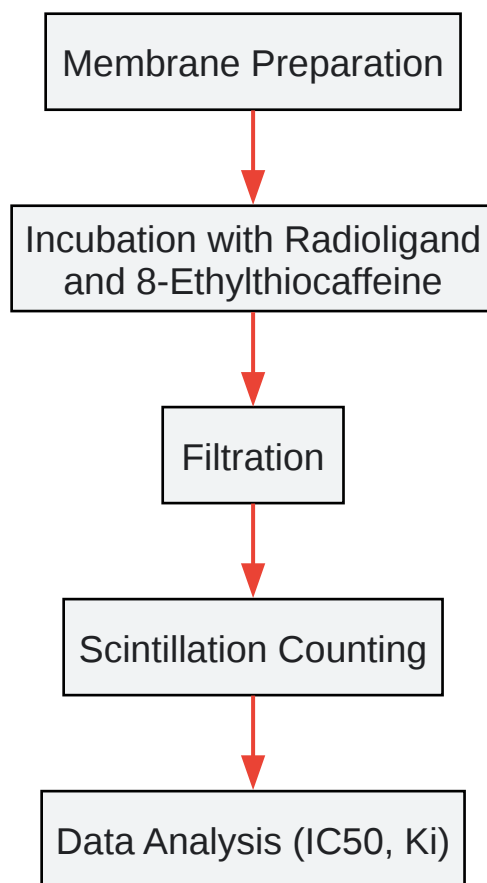 Membrane Preparation
Incubation with Radioligand
and 8-Ethylthiocaffeine
Filtration
Scintillation Counting
Data Analysis (IC50, Ki)